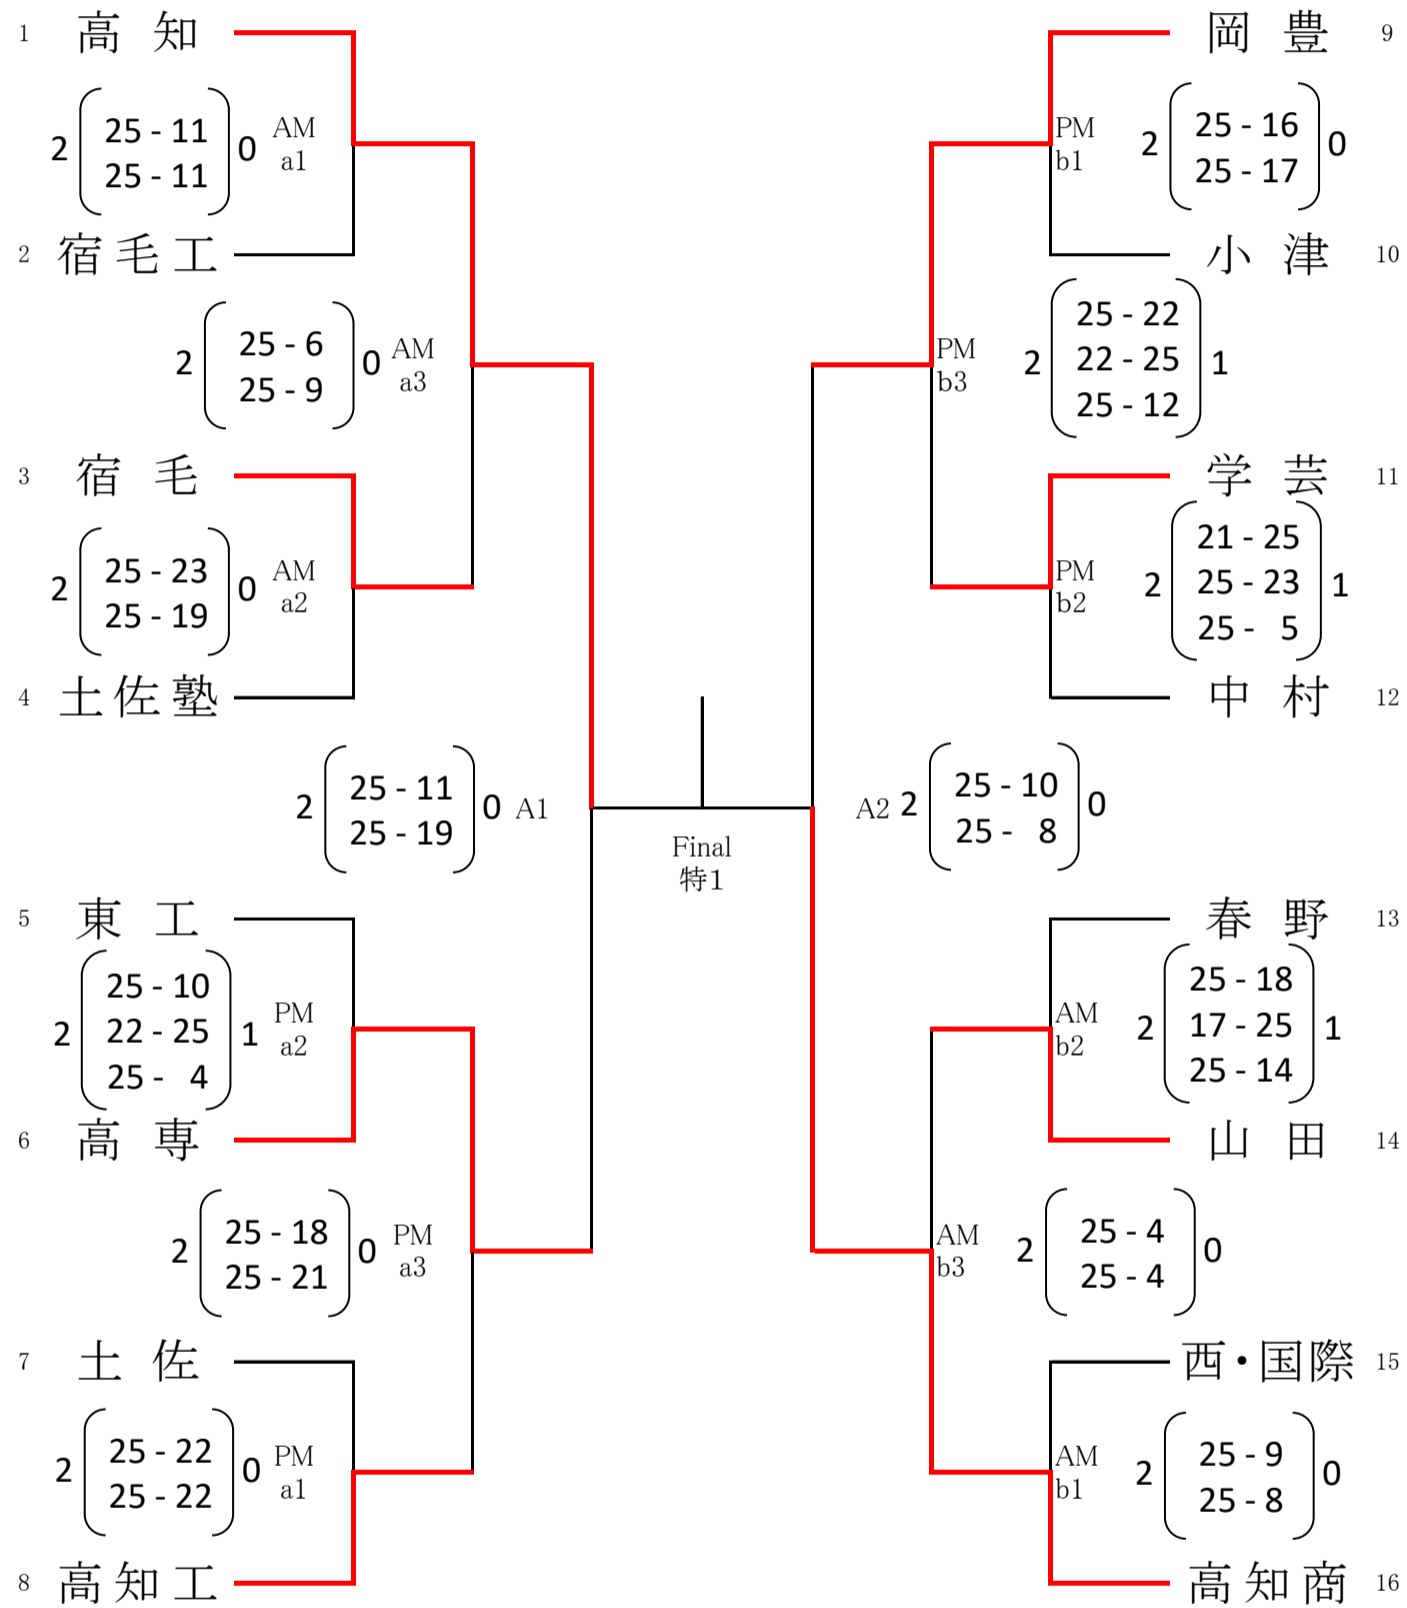 1 高 知
2 25 - 11 0 AM
25 - 11 a1
2 宿毛工
2 25 - 6 0 AM
25 - 9 a3
3 宿 毛
2 25 - 23 0 AM
25 - 19 a2
4 土佐塾
2 25 - 11 0 A1
25 - 19
5 東 工
25 - 10 PM
2 22 - 25 1 a2
25 - 4
6 高 専
2 25 - 18 0 PM
25 - 21 a3
7 土 佐
2 25 - 22 0 PM
25 - 22 a1
8 高知工
Final
特1
岡 豊 9
PM 2 25 - 16 0
b1 25 - 17
小 津 10
25 - 22
PM 2 22 - 25 1
b3 25 - 12
学 芸 11
21 - 25
PM 2 25 - 23 1
b2 25 - 5
中 村 12
A2 2 25 - 10 0
25 - 8
春 野 13
25 - 18
AM 2 17 - 25 1
b2 25 - 14
山 田 14
AM 2 25 - 4 0
b3 25 - 4
西・国際 15
AM 2 25 - 9 0
b1 25 - 8
高知商 16